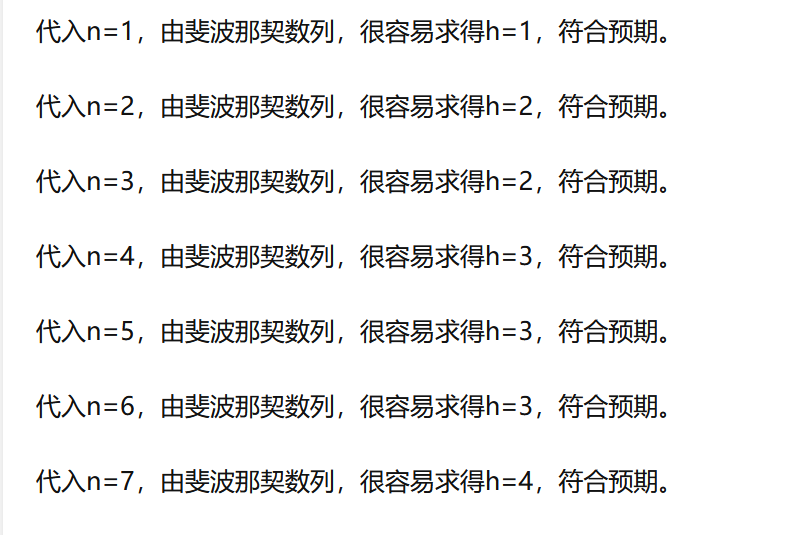 代入n=1，由斐波那契数列，很容易求得h=1，符合预期。
代入n=2，由斐波那契数列，很容易求得h=2，符合预期。
代入n=3，由斐波那契数列，很容易求得h=2，符合预期。
代入n=4，由斐波那契数列，很容易求得h=3，符合预期。
代入n=5，由斐波那契数列，很容易求得h=3，符合预期。
代入n=6，由斐波那契数列，很容易求得h=3，符合预期。
代入n=7，由斐波那契数列，很容易求得h=4，符合预期。